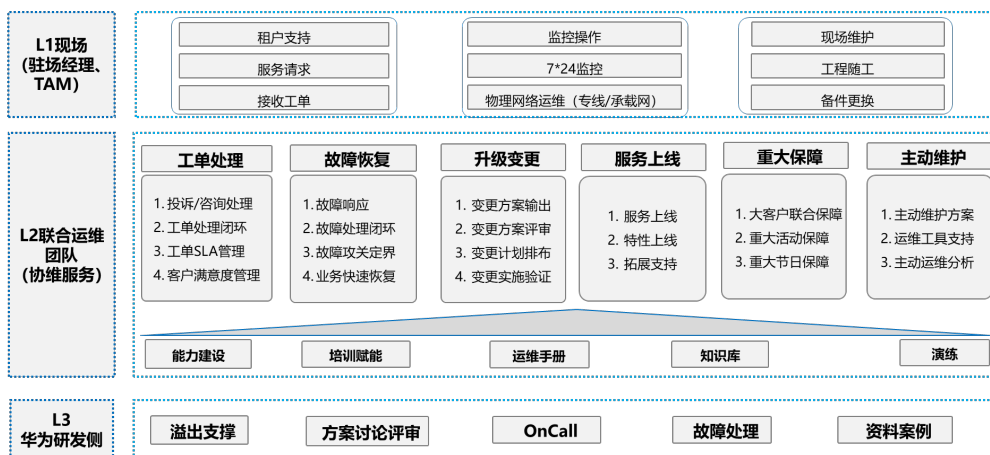 L1现场
（驻场经理、
TAM）
租户支持
服务请求
接收工单
监控操作
7*24监控
物理网络运维（专线/承载网）
现场维护
工程随工
备件更换
L2联合运维
团队
（协维服务）
工单处理
1. 投诉/咨询处理
2. 工单处理闭环
3. 工单SLA管理
4. 客户满意度管理
故障恢复
1. 故障响应
2. 故障处理闭环
3. 故障攻关定界
4. 业务快速恢复
升级变更
1. 变更方案输出
2. 变更方案评审
3. 变更计划排布
4. 变更实施验证
服务上线
1. 服务上线
2. 特性上线
3. 拓展支持
重大保障
1. 大客户联合保障
2. 重大活动保障
3. 重大节日保障
主动维护
1. 主动维护方案
2. 运维工具支持
3. 主动运维分析
能力建设
培训赋能
运维手册
知识库
演练
L3
华为研发侧
溢出支撑
方案讨论评审
OnCall
故障处理
资料案例